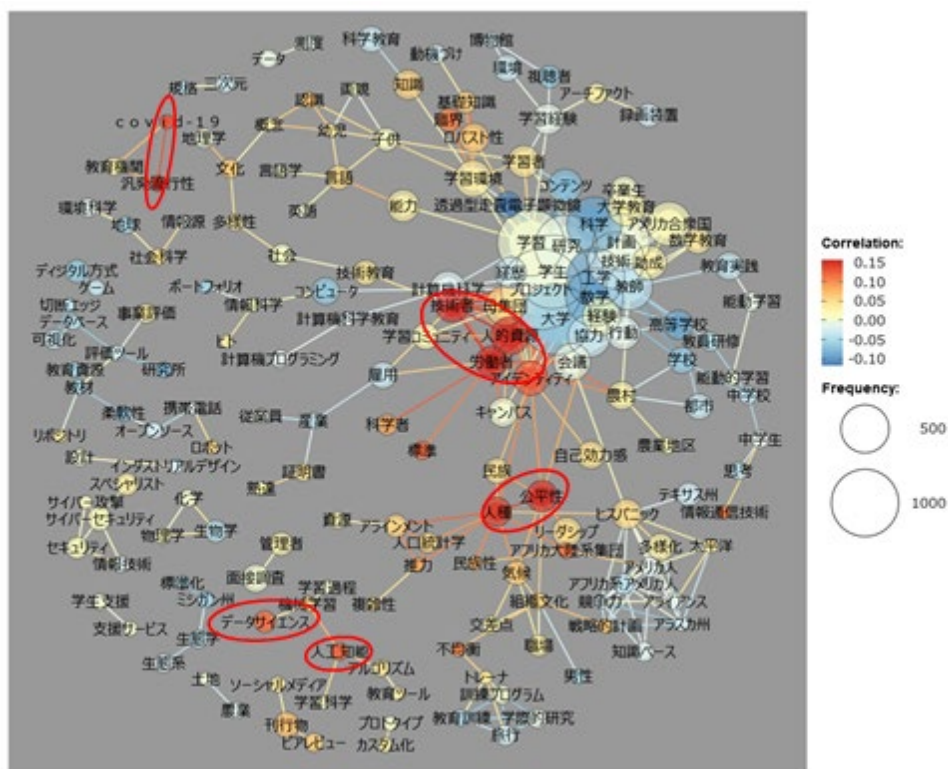 科学教育
密度
データ
動機づけ
博物館
環境
視聴者
規格
三次元
知識
アーチファクト
録画装置
認識
楽観
基礎知識
臨界
ロバスト性
学習経験
covid-19
地理学
概念
幼児
子供
学習者
教育機関
汎発流行性
文化
言語学
言語
学習環境
コンテンツ
卒業生
大学教育
英語
能力
透過型走査電子顕微鏡
科学
アメリカ合衆国
環境科学
地球
情報源
多様性
計画
数学教育
社会科学
社会
学習
研究
技術
助成
ディジタル方式
ゲーム
技術教育
経歴
学生
工学
教師
教育実践
ポートフォリオ
コンピュータ
計算機科学
プロジェクト
数学
切断エッジ
事業評価
情報科学
技術者
母集団
能動学習
データベース
計算機科学教育
大学
経験
高等学校
可視化
ヒト
学習コミュニティー
人的資源
協力
行動
教員研修
評価ツール
計算機プログラミング
労働者
会議
学校
教育資源
研究所
雇用
アイデンティティ
能動的学習
教材
農村
中学校
柔軟性
携帯電話
従業員
産業
キャンパス
都市
オープンソース
科学者
リポジトリ
ロボット
標準
農業地区
中学生
設計
インダストリアルデザイン
証明書
自己効力感
スペシャリスト
熟達
民族
思考
サイバー攻撃
化学
公平性
テキサス州
サイバーセキュリティ
資源
アラインメント
人種
ヒスパニック
情報通信技術
物理学
生物学
リーダシップ
セキュリティ
管理者
人口統計学
アフリカ大陸系集団
多様化
太平洋
情報技術
視力
民族性
アメリカ人
標準化
面接調査
気候
アフリカ系アメリカ人
ミシガン州
学習過程
機械学習
複雑性
組織文化
競争力
アライアンス
学生支援
データサイエンス
交差点
戦略的計画
アラスカ州
支援サービス
生態学
人工知能
不均衡
職場
知識ベース
生態系
アルゴリズム
男性
土地
ソーシャルメディア
教育ツール
トレーナ
訓練プログラム
農業
学習科学
刊行物
プロトタイプ
教育訓練
学際的研究
ピアレビュー
カスタム化
旅行
Correlation:
0.15
0.10
0.05
0.00
-0.05
-0.10
Frequency:
500
1000